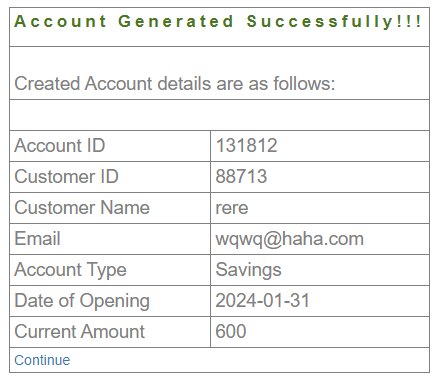 Account Generated Successfully!!!
Created Account details are as follows:
Account ID 131812
Customer ID 88713
Customer Name rere
Email wqwq@haha.com
Account Type Savings
Date of Opening 2024-01-31
Current Amount 600
Continue